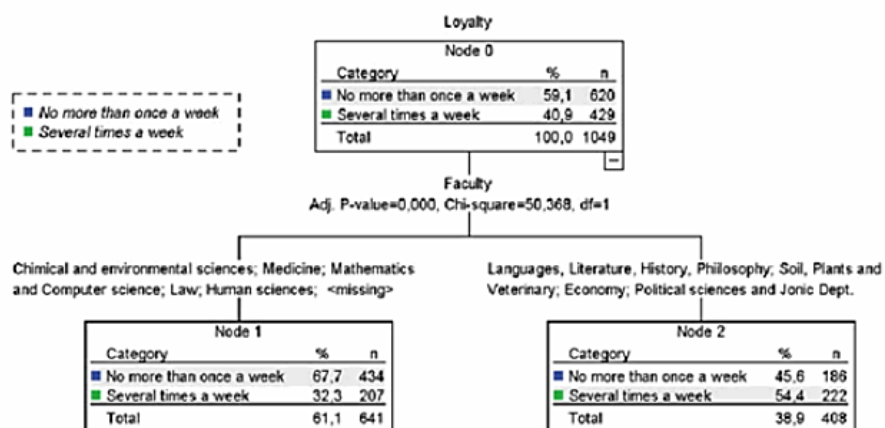 Loyalty
Node 0
Category % n
No more than once a week 59,1 620
Several times a week 40,9 429
Total 100,0 1049
No more than once a week
Several times a week
Faculty
Adj. P-value=0,000, Chi-square=50,368, df=1
Chimical and environmental sciences; Medicine; Mathematics
and Computer science; Law; Human sciences; <missing>
Node 1
Category % n
No more than once a week 67,7 434
Several times a week 32,3 207
Total 61,1 641
Languages, Literature, History, Philosophy; Soil, Plants and
Veterinary; Economy; Political sciences and Jonic Dept.
Node 2
Category % n
No more than once a week 45,6 186
Several times a week 54,4 222
Total 38,9 408